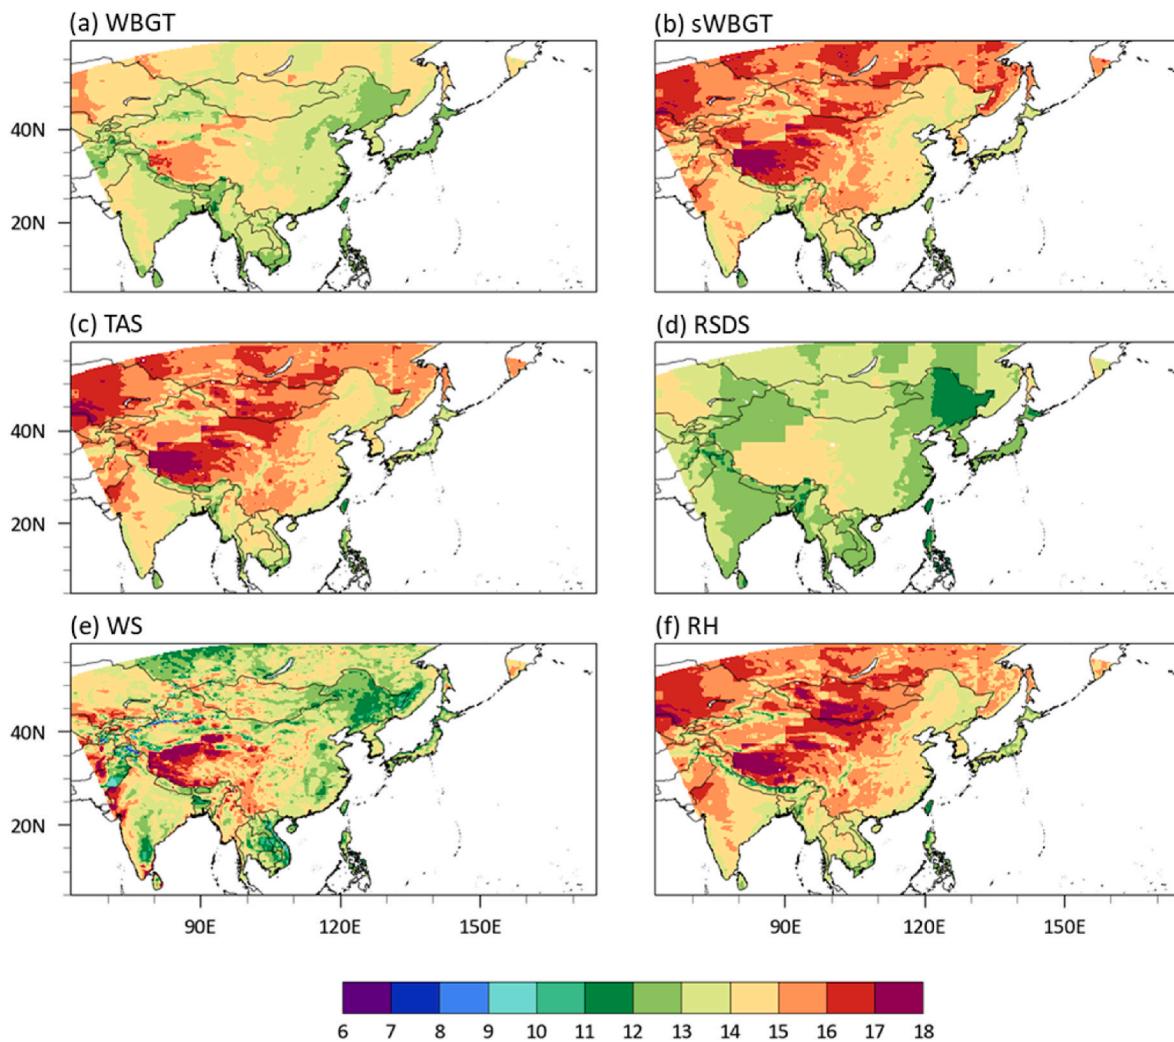 (a) WBGT
(b) sWBGT
40N
20N
(c) TAS
(d) RSDS
40N
20N
(e) WS
(f) RH
40N
20N
90E 120E 150E 90E 120E 150E
6 7 8 9 10 11 12 13 14 15 16 17 18